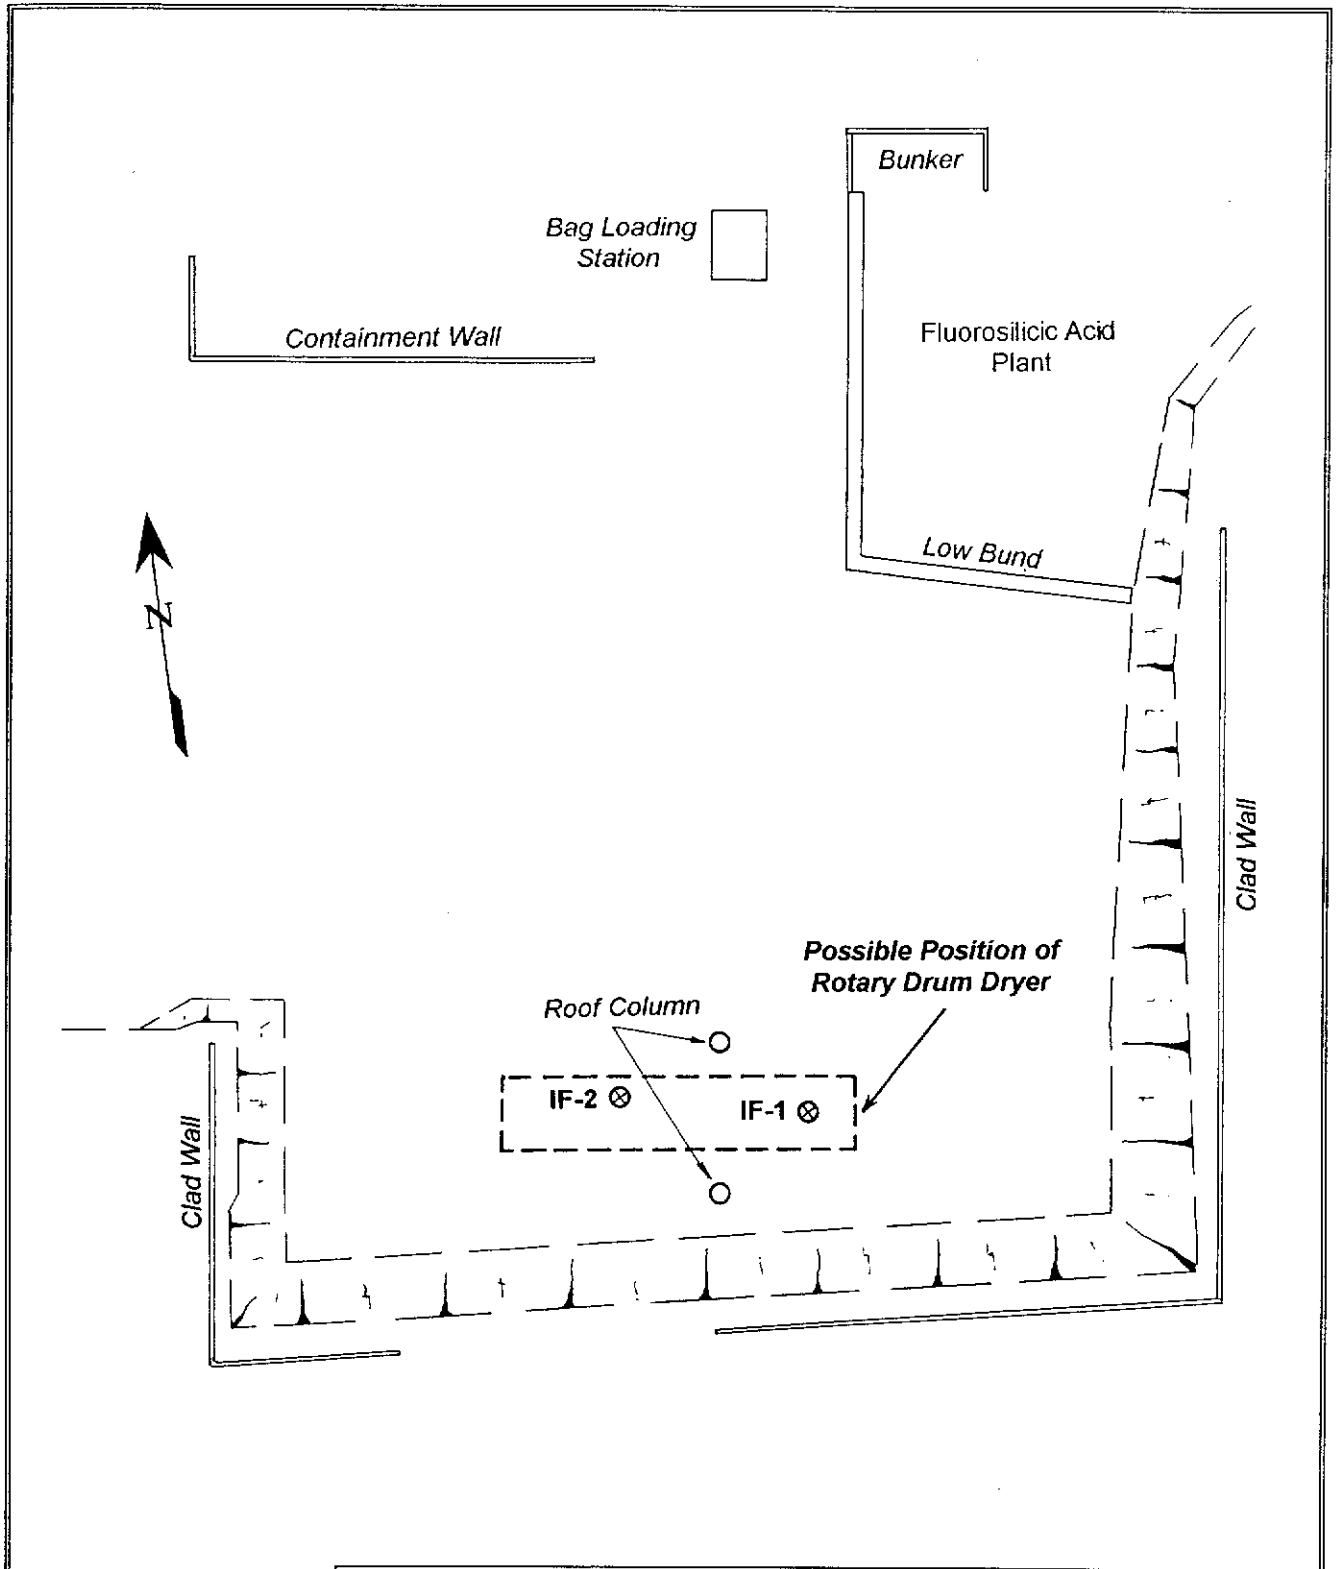 Bunker
Bag Loading
Station
Containment Wall
Fluorosilicic Acid
Plant
Low Bund
N
Clad Wall
Possible Position of
Rotary Drum Dryer
Roof Column
IF-2
IF-1
Clad Wall